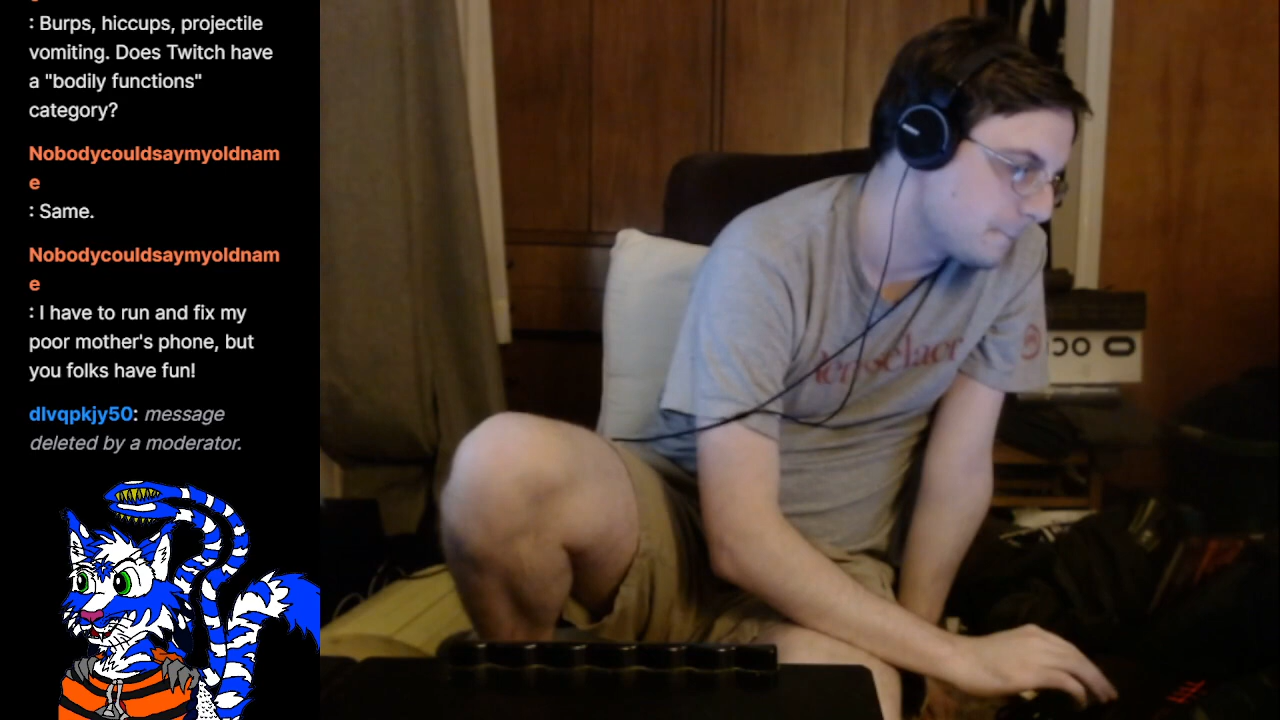 : Burps, hiccups, projectile
vomiting. Does Twitch have
a "bodily functions"
category?
Nobodycouldsaymyoldnam
e
: Same.
Nobodycouldsaymyoldnam
e
: I have to run and fix my
poor mother's phone, but
you folks have fun!
dlvqpkjy50: message
deleted by a moderator.